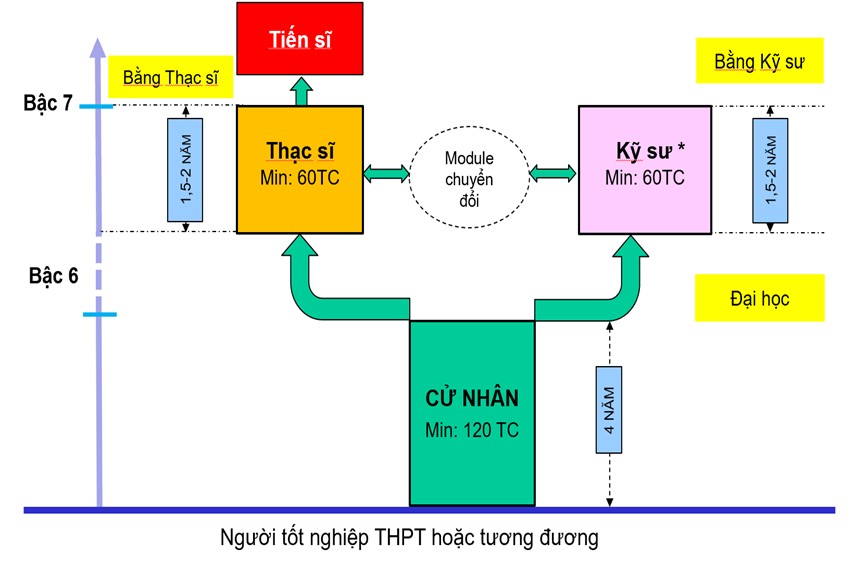 Tiến sĩ
Bằng Thạc sĩ
Bằng Kỹ sư
Bậc 7
1,5-2 NĂM
Thạc sĩ
Min: 60TC
Module
chuyển
đổi
Kỹ sư *
Min: 60TC
1,5-2 NĂM
Bậc 6
Đại học
CỬ NHÂN
Min: 120 TC
4 NĂM
Người tốt nghiệp THPT hoặc tương đương